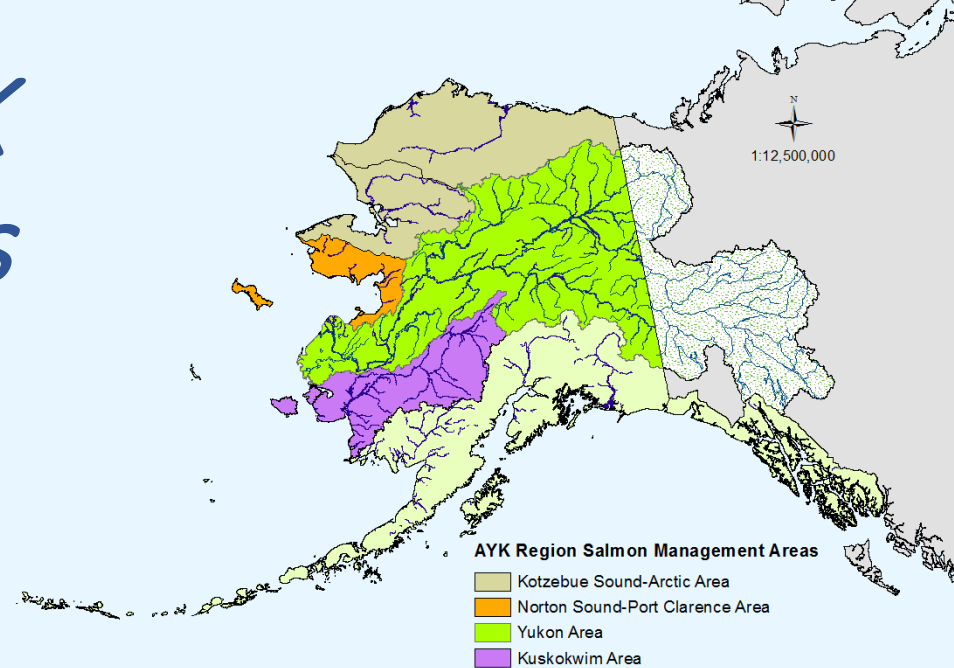 N
1:12,500,000
AYK Region Salmon Management Areas
Kotzebue Sound-Arctic Area
Norton Sound-Port Clarence Area
Yukon Area
Kuskokwim Area